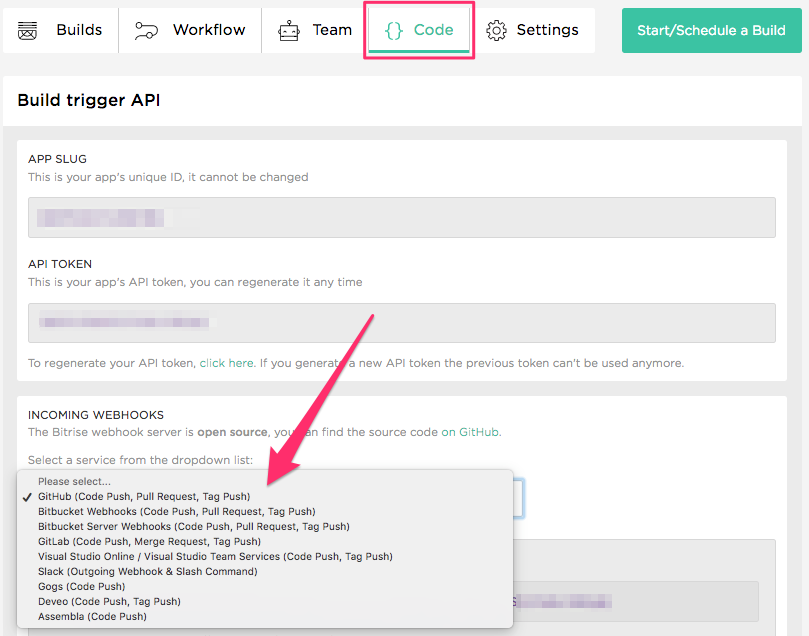 Builds Workflow Team {} Code Settings Start/Schedule a Build
Build trigger API
APP SLUG
This is your app's unique ID, it cannot be changed
API TOKEN
This is your app's API token, you can regenerate it any time
To regenerate your API token, click here. If you generate a new API token the previous token can't be used anymore.
INCOMING WEBHOOKS
The Bitrise webhook server is open source, you can find the source code on GitHub.
Select a service from the dropdown list:
Please select...
✓ GitHub (Code Push, Pull Request, Tag Push)
Bitbucket Webhooks (Code Push, Pull Request, Tag Push)
Bitbucket Server Webhooks (Code Push, Pull Request, Tag Push)
GitLab (Code Push, Merge Request, Tag Push)
Visual Studio Online / Visual Studio Team Services (Code Push, Tag Push)
Slack (Outgoing Webhook & Slash Command)
Gogs (Code Push)
Deveo (Code Push, Tag Push)
Assembla (Code Push)